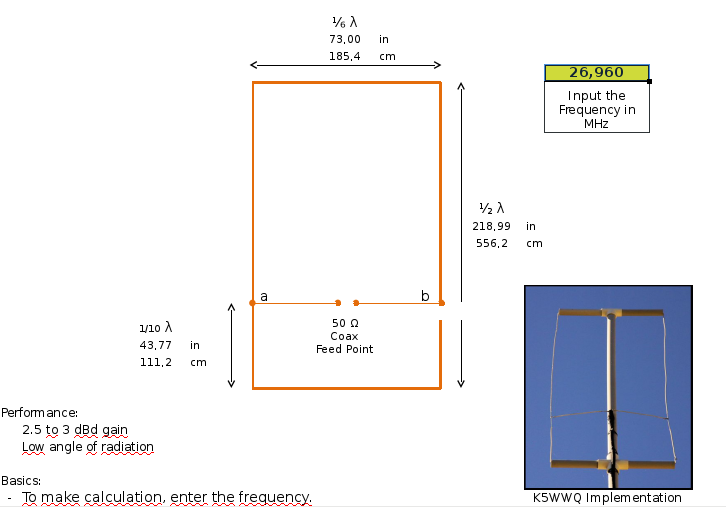 ⅙ λ
73,00 in
185,4 cm
26,960
Input the
Frequency in
MHz
½ λ
218,99 in
556,2 cm
a
b
1/10 λ
43,77 in
111,2 cm
50 Ω
Coax
Feed Point
Performance:
2.5 to 3 dBd gain
Low angle of radiation
Basics:
- To make calculation, enter the frequency.
K5WWQ Implementation